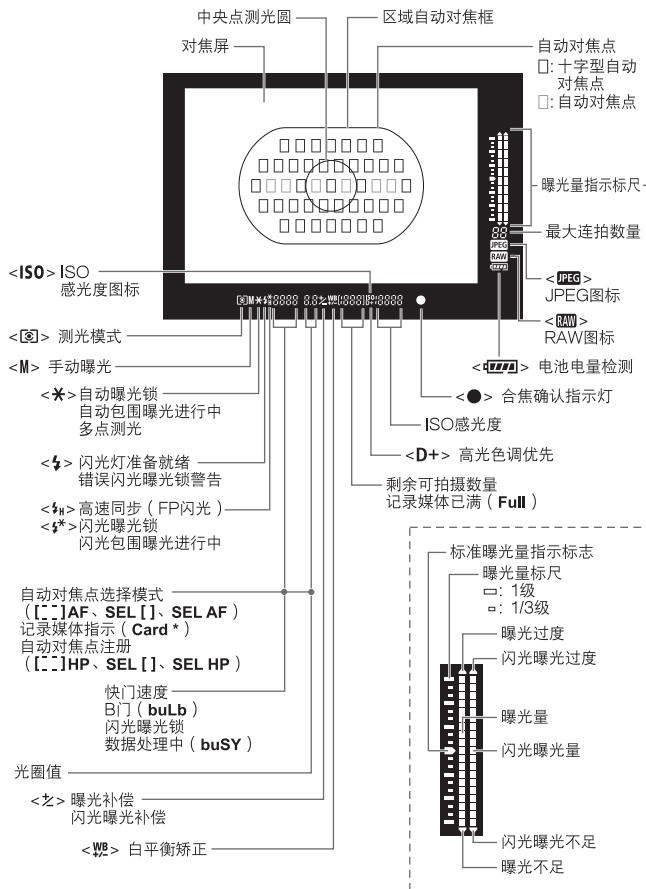 中央点测光圆
区域自动对焦框
对焦屏
自动对焦点
□: 十字型自动
对焦点
□: 自动对焦点
曝光量指示标尺
最大连拍数量
<JPEG>
JPEG图标
<RAW>
RAW图标
<ISO> ISO
感光度图标
<M> 手动曝光
测光模式
电池电量检测
<●> 合焦确认指示灯
ISO感光度
<D+> 高光色调优先
剩余可拍摄数量
记录媒体已满（Full）
<✱>自动曝光锁
自动包围曝光进行中
多点测光
<⚡> 闪光灯准备就绪
错误闪光曝光锁警告
<⚡H> 高速同步（FP闪光）
<⚡*>闪光曝光锁
闪光包围曝光进行中
自动对焦点选择模式
（[ ]AF、SEL [ ]、SEL AF）
记录媒体指示（Card *）
自动对焦点注册
（[ ]HP、SEL [ ]、SEL HP）
快门速度
B门（buLb）
闪光曝光锁
数据处理中（buSY）
光圈值
<+/-> 曝光补偿
闪光曝光补偿
<WB+/-> 白平衡矫正
标准曝光量指示标志
曝光量标尺
▭: 1级
▫: 1/3级
曝光过度
闪光曝光过度
曝光量
闪光曝光量
闪光曝光不足
曝光不足